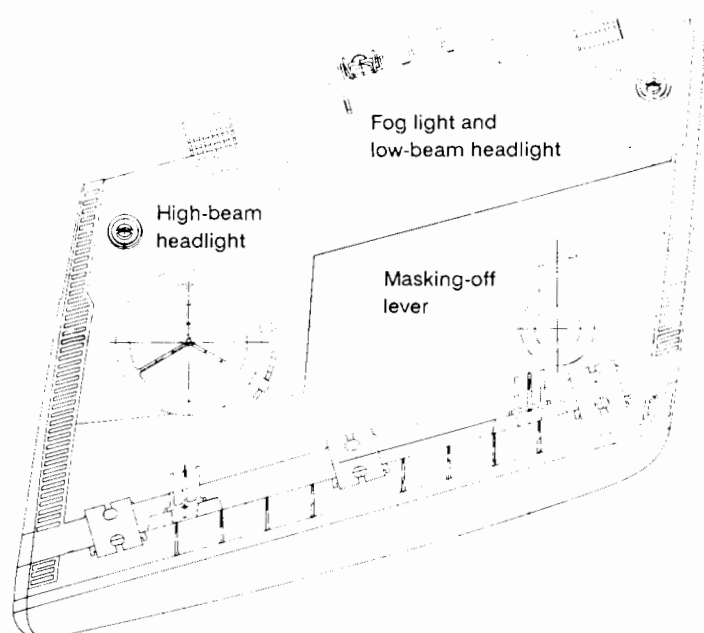 Fog light and
low-beam headlight
High-beam
headlight
Masking-off
lever